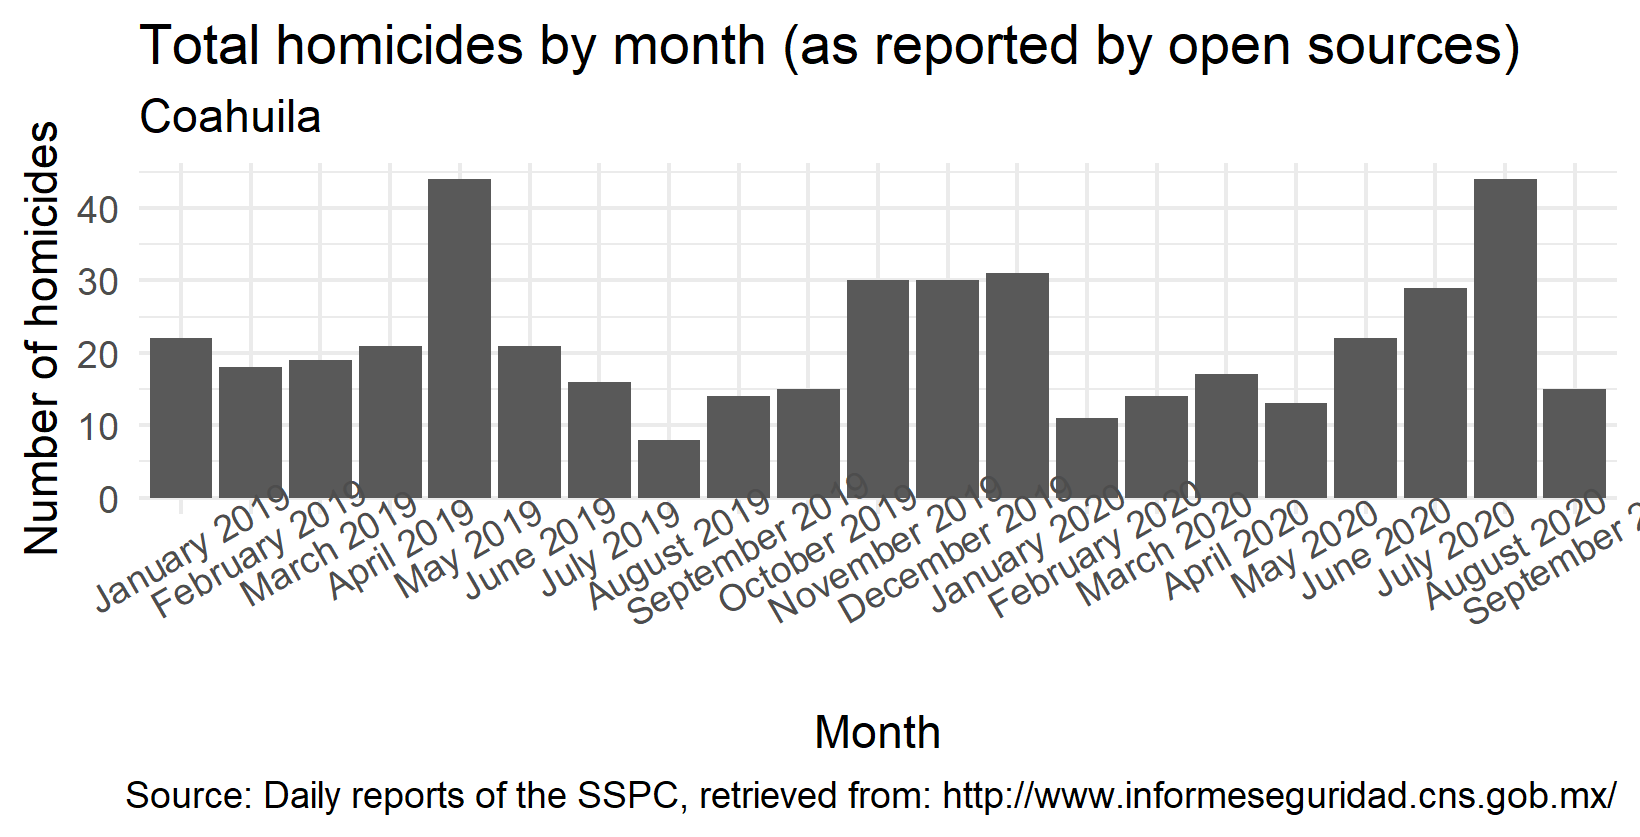 Total homicides by month (as reported by open sources)
Coahuila
Number of homicides
40
30
20
10
0
January 2019
February 2019
March 2019
April 2019
May 2019
June 2019
July 2019
August 2019
September 2019
October 2019
November 2019
December 2019
January 2020
February 2020
March 2020
April 2020
May 2020
June 2020
July 2020
August 2020
September 2
Month
Source: Daily reports of the SSPC, retrieved from: http://www.informeseguridad.cns.gob.mx/